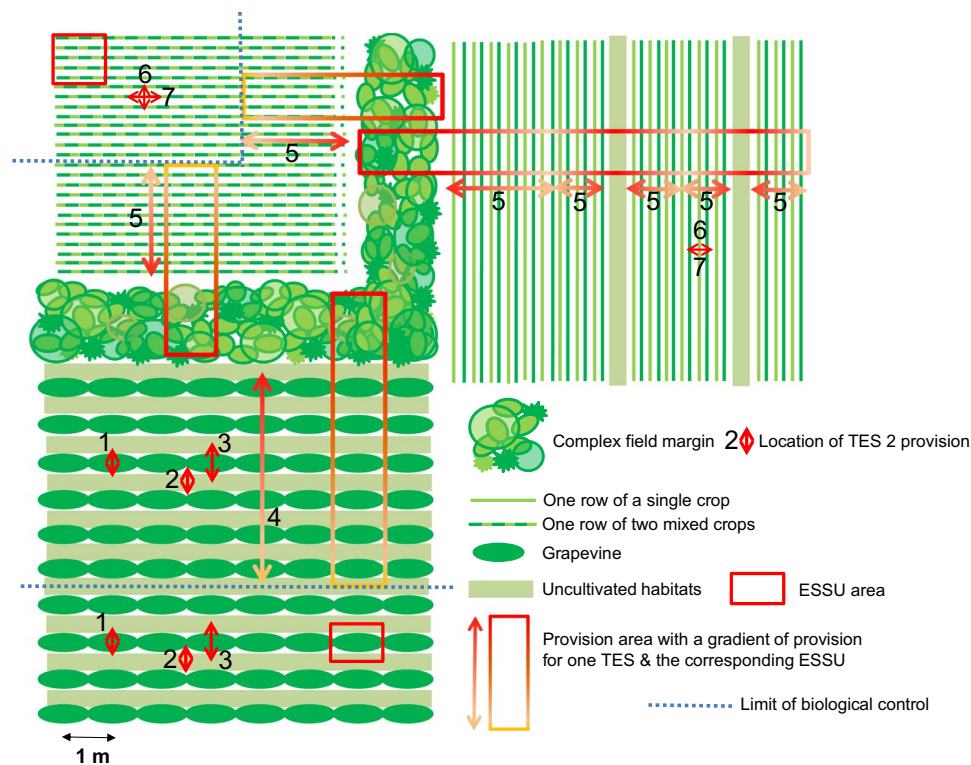 6
7
5
5
5
5
5
5
5
6
7
1
3
2
4
1
2
3
Complex field margin
2 Location of TES 2 provision
One row of a single crop
One row of two mixed crops
Grapevine
Uncultivated habitats
ESSU area
Provision area with a gradient of provision
for one TES & the corresponding ESSU
Limit of biological control
1 m